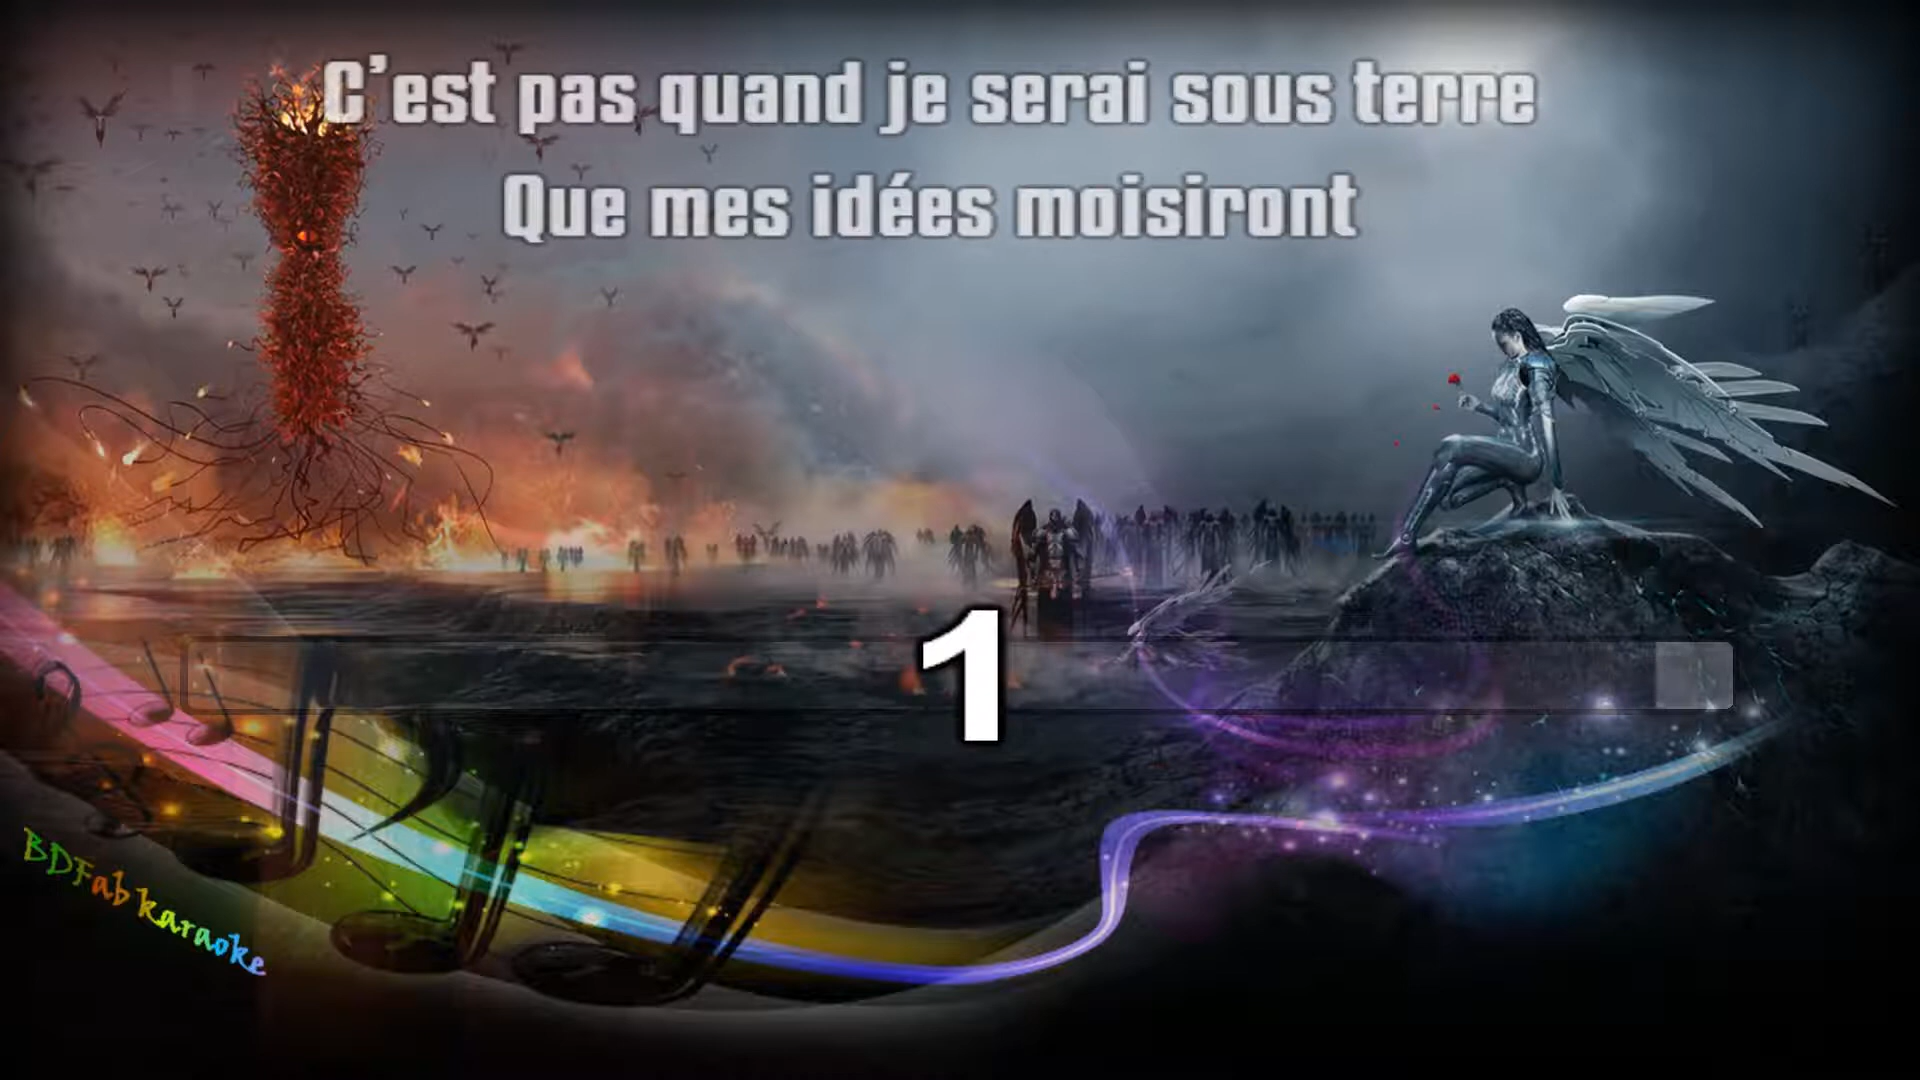 C'est pas quand je serai sous terre
Que mes idées moisiront
1
BDFab karaoke